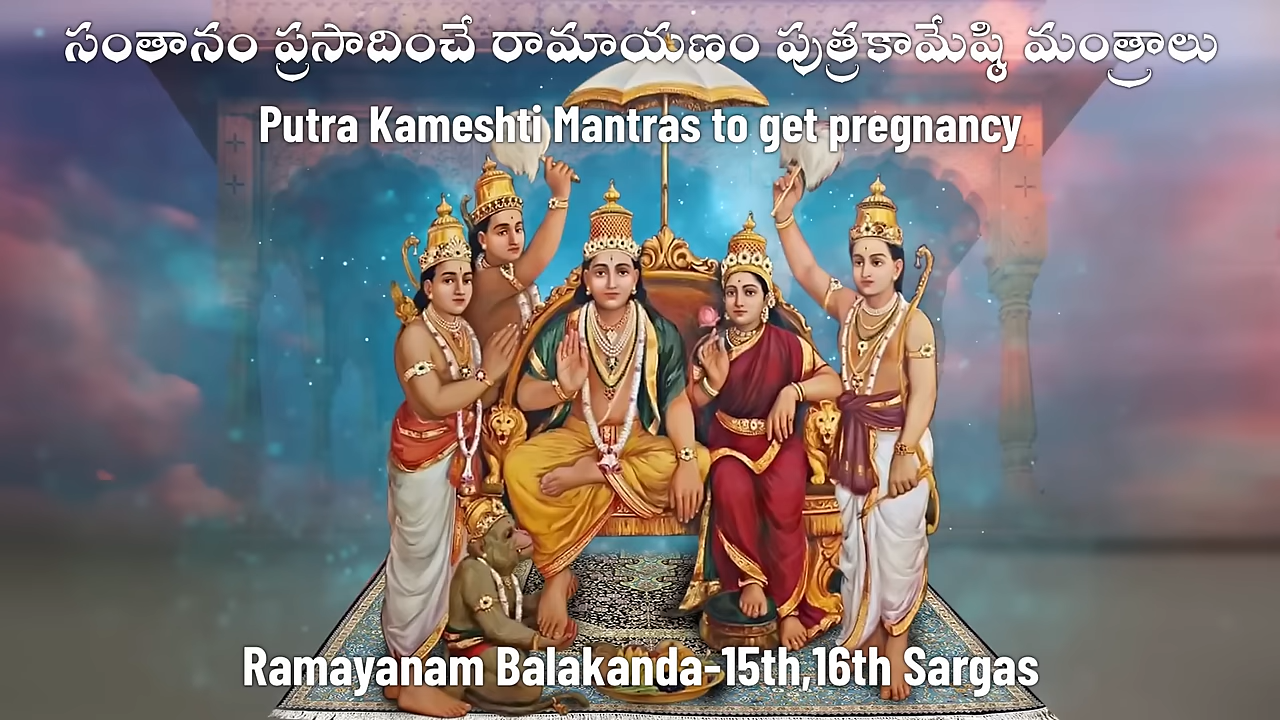 సంతానం ప్రసాదించే రామాయణం పుత్రకామేష్ఠి మంత్రాలు
Putra Kameshti Mantras to get pregnancy
Ramayanam Balakanda-15th,16th Sargas